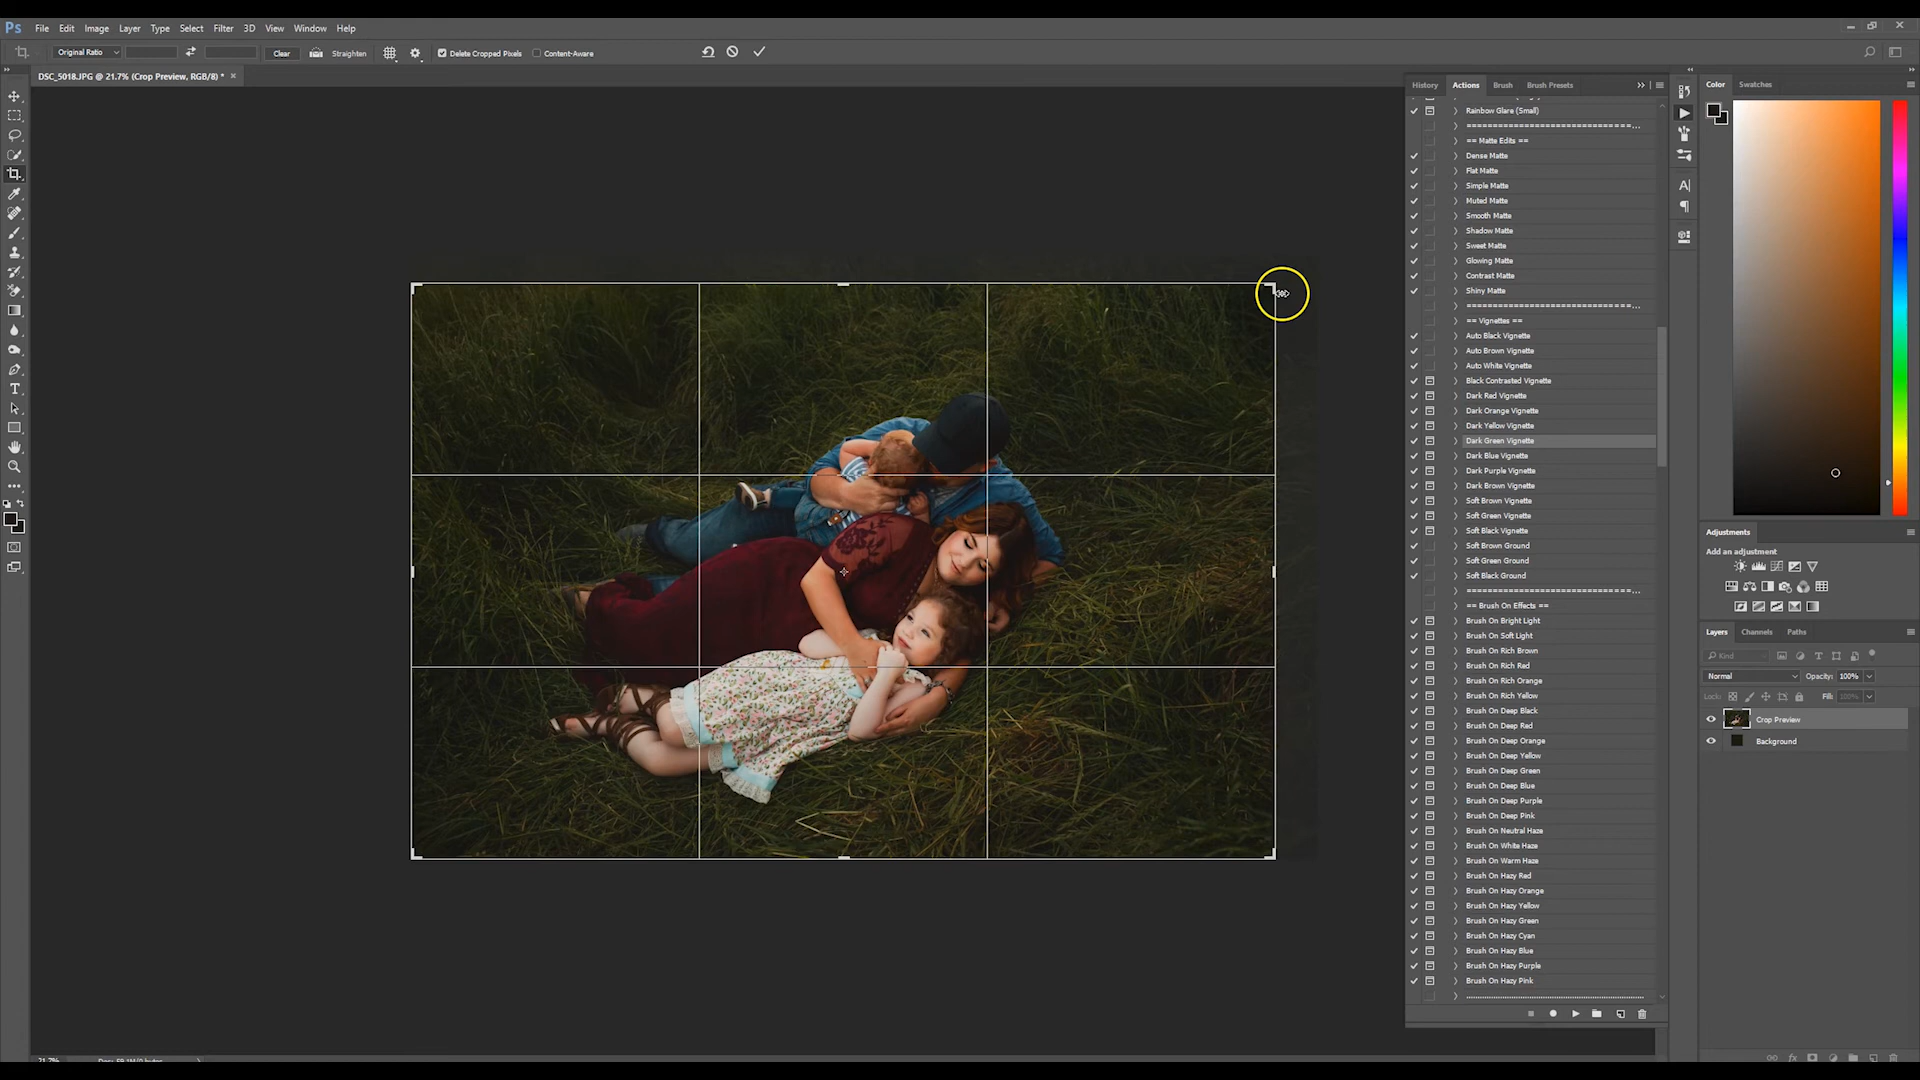 Ps File Edit Image Layer Type Select Filter 3D View Window Help
Original Ratio Clear Straighten Delete Cropped Pixels Content-Aware
DSC_5018.JPG @ 21.7% (Crop Preview, RGB/8) * ×
History Actions Brush Brush Presets
Rainbow Glare (Small)
== Matte Edits ==
Dense Matte
Flat Matte
Simple Matte
Muted Matte
Smooth Matte
Shadow Matte
Sweet Matte
Glowing Matte
Contrast Matte
Shiny Matte
== Vignettes ==
Auto Black Vignette
Auto Brown Vignette
Auto White Vignette
Black Contrasted Vignette
Dark Red Vignette
Dark Orange Vignette
Dark Yellow Vignette
Dark Green Vignette
Dark Blue Vignette
Dark Purple Vignette
Dark Brown Vignette
Soft Brown Vignette
Soft Green Vignette
Soft Black Vignette
Soft Brown Ground
Soft Green Ground
Soft Black Ground
== Brush On Effects ==
Brush On Bright Light
Brush On Soft Light
Brush On Rich Brown
Brush On Rich Red
Brush On Rich Orange
Brush On Rich Yellow
Brush On Deep Black
Brush On Deep Red
Brush On Deep Orange
Brush On Deep Yellow
Brush On Deep Green
Brush On Deep Blue
Brush On Deep Purple
Brush On Deep Pink
Brush On Neutral Haze
Brush On White Haze
Brush On Warm Haze
Brush On Hazy Red
Brush On Hazy Orange
Brush On Hazy Yellow
Brush On Hazy Green
Brush On Hazy Cyan
Brush On Hazy Blue
Brush On Hazy Purple
Brush On Hazy Pink
Color Swatches
Adjustments
Add an adjustment
Layers Channels Paths
Kind
Normal Opacity: 100%
Lock: Fill: 100%
Crop Preview
Background